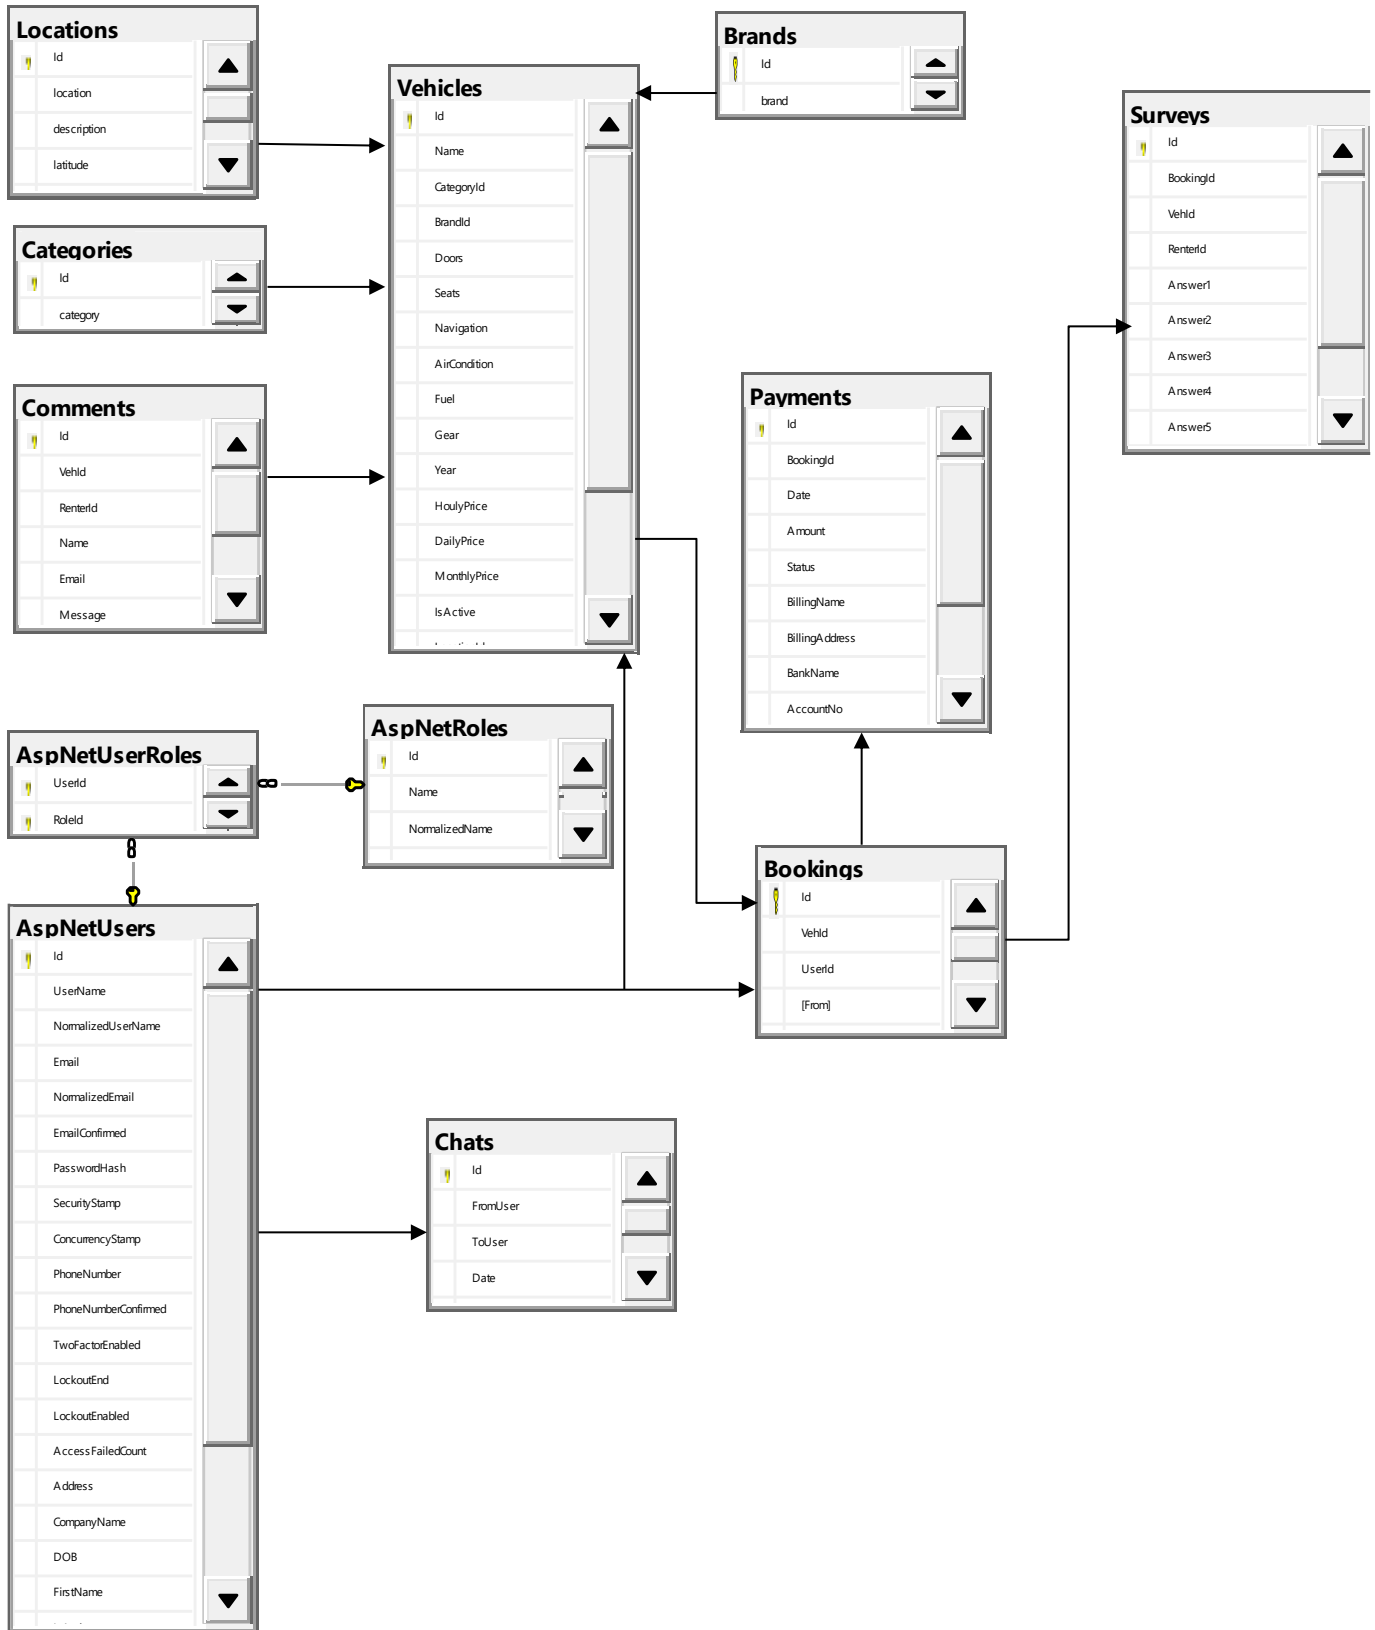 Locations
Id
location
description
latitude
Brands
Id
brand
Vehicles
Id
Name
CategoryId
BrandId
Doors
Seats
Navigation
AirCondition
Fuel
Gear
Year
HoulyPrice
DailyPrice
MonthlyPrice
IsActive
Surveys
Id
BookingId
VehId
RenterId
Answer1
Answer2
Answer3
Answer4
Answer5
Categories
Id
category
Comments
Id
VehId
RenterId
Name
Email
Message
Payments
Id
BookingId
Date
Amount
Status
BillingName
BillingAddress
BankName
AccountNo
AspNetUserRoles
UserId
RoleId
AspNetRoles
Id
Name
NormalizedName
Bookings
Id
VehId
UserId
[From]
AspNetUsers
Id
UserName
NormalizedUserName
Email
NormalizedEmail
EmailConfirmed
PasswordHash
SecurityStamp
ConcurrencyStamp
PhoneNumber
PhoneNumberConfirmed
TwoFactorEnabled
LockoutEnd
LockoutEnabled
AccessFailedCount
Address
CompanyName
DOB
FirstName
Chats
Id
FromUser
ToUser
Date